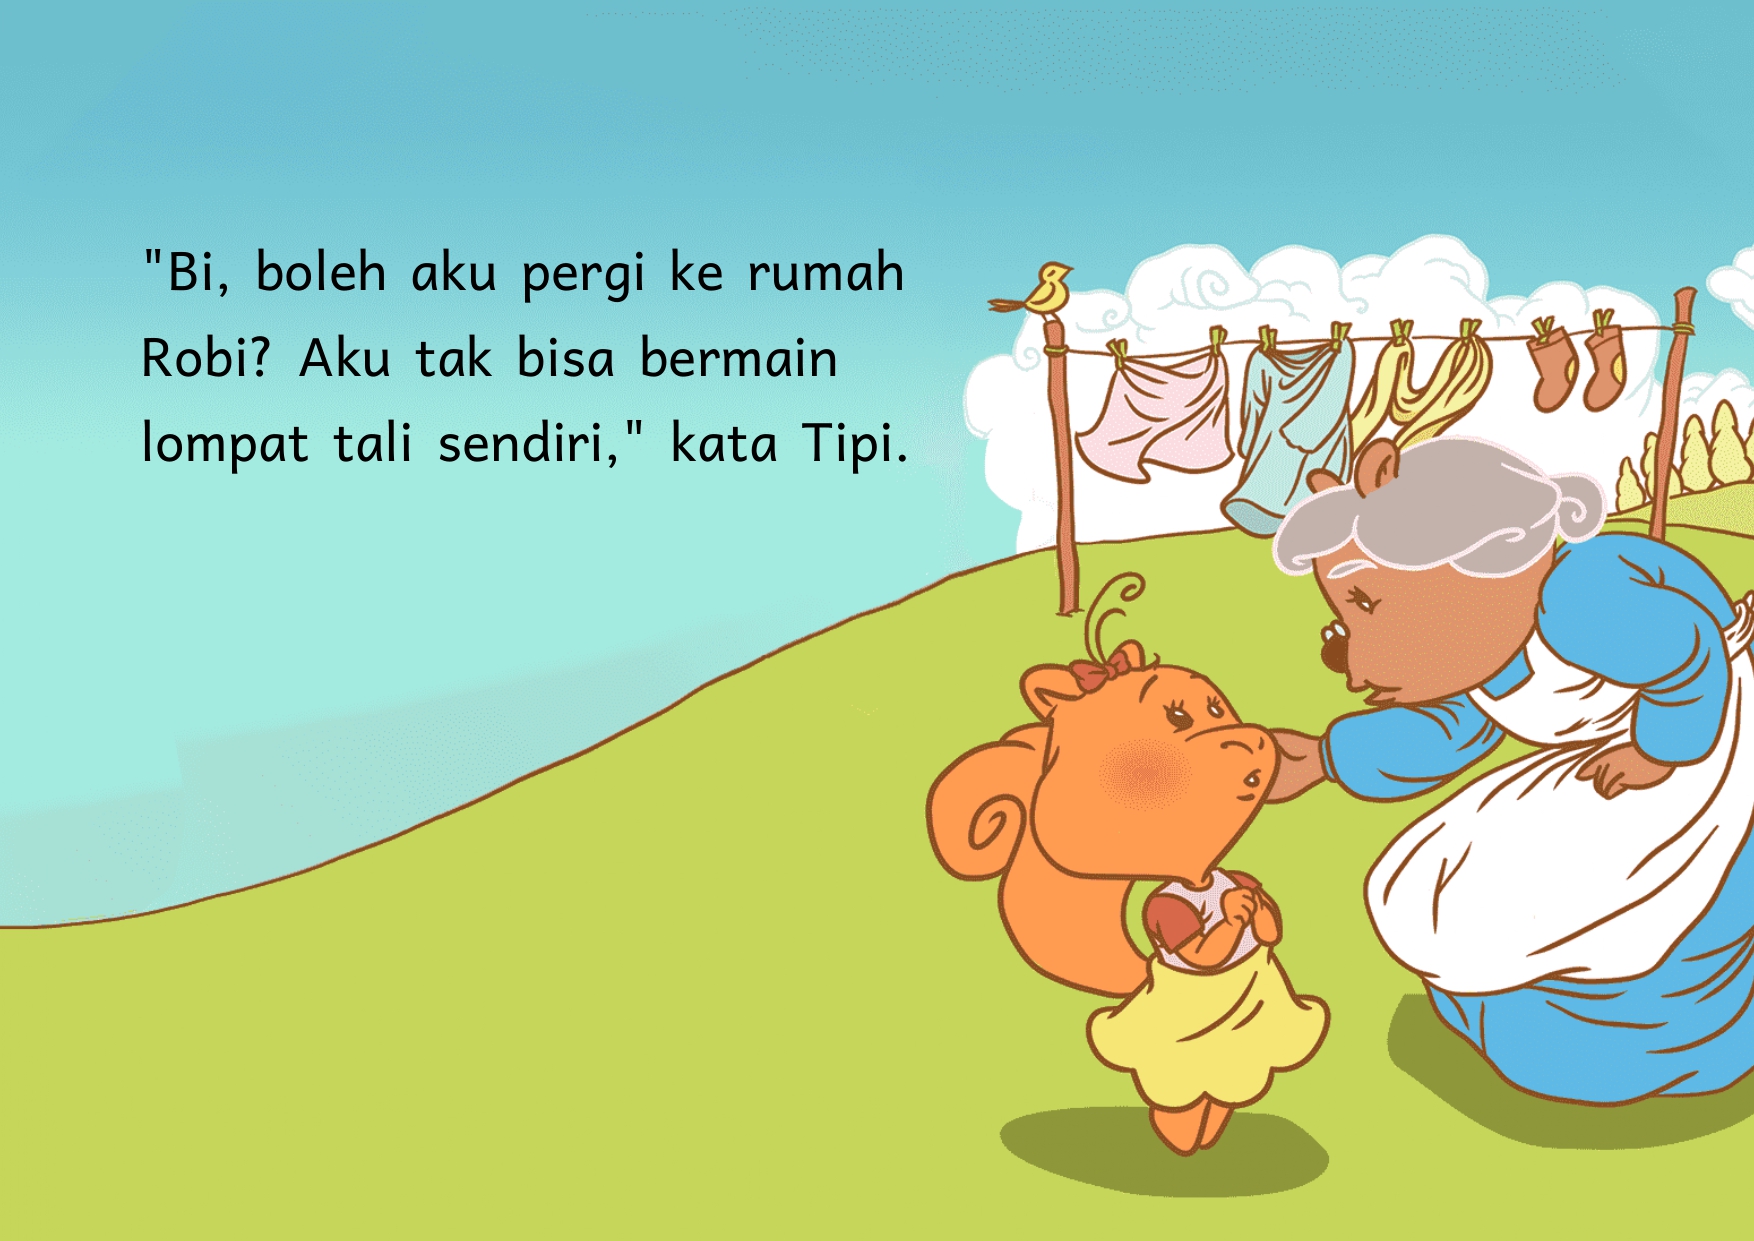 "Bi, boleh aku pergi ke rumah
Robi? Aku tak bisa bermain
lompat tali sendiri," kata Tipi.